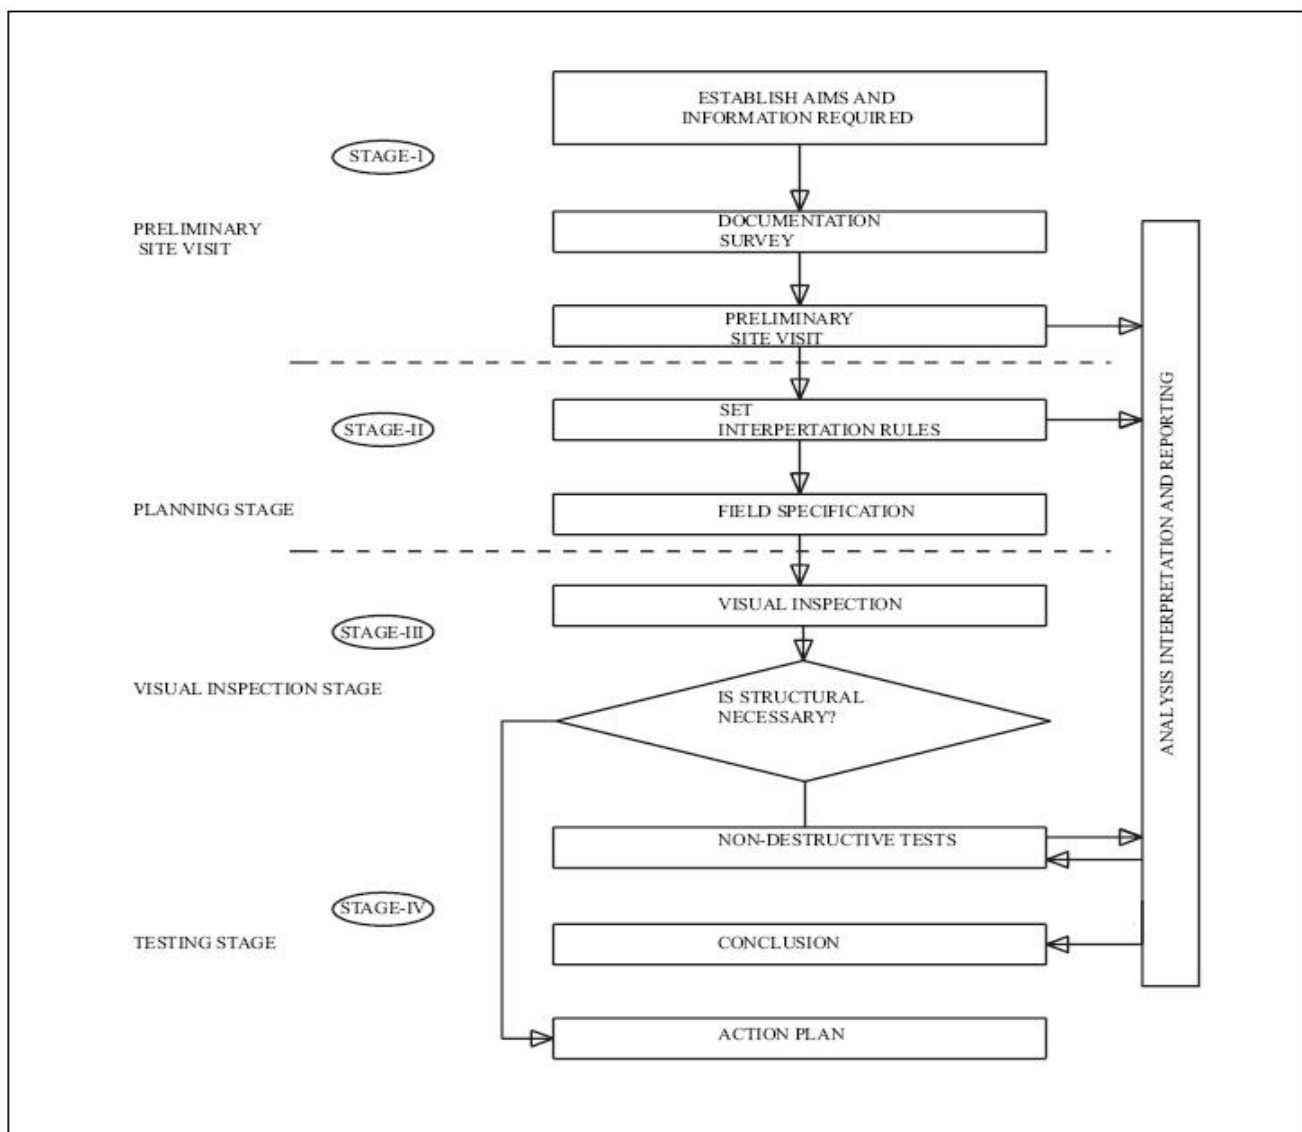 ESTABLISH AIMS AND
INFORMATION REQUIRED
STAGE-I
DOCUMENTATION
SURVEY
PRELIMINARY
SITE VISIT
PRELIMINARY
SITE VISIT
SET
INTERPERTATION RULES
STAGE-II
PLANNING STAGE
FIELD SPECIFICATION
VISUAL INSPECTION
STAGE-III
VISUAL INSPECTION STAGE
IS STRUCTURAL
NECESSARY?
NON-DESTRUCTIVE TESTS
STAGE-IV
TESTING STAGE
CONCLUSION
ACTION PLAN
ANALYSIS INTERPRETATION AND REPORTING